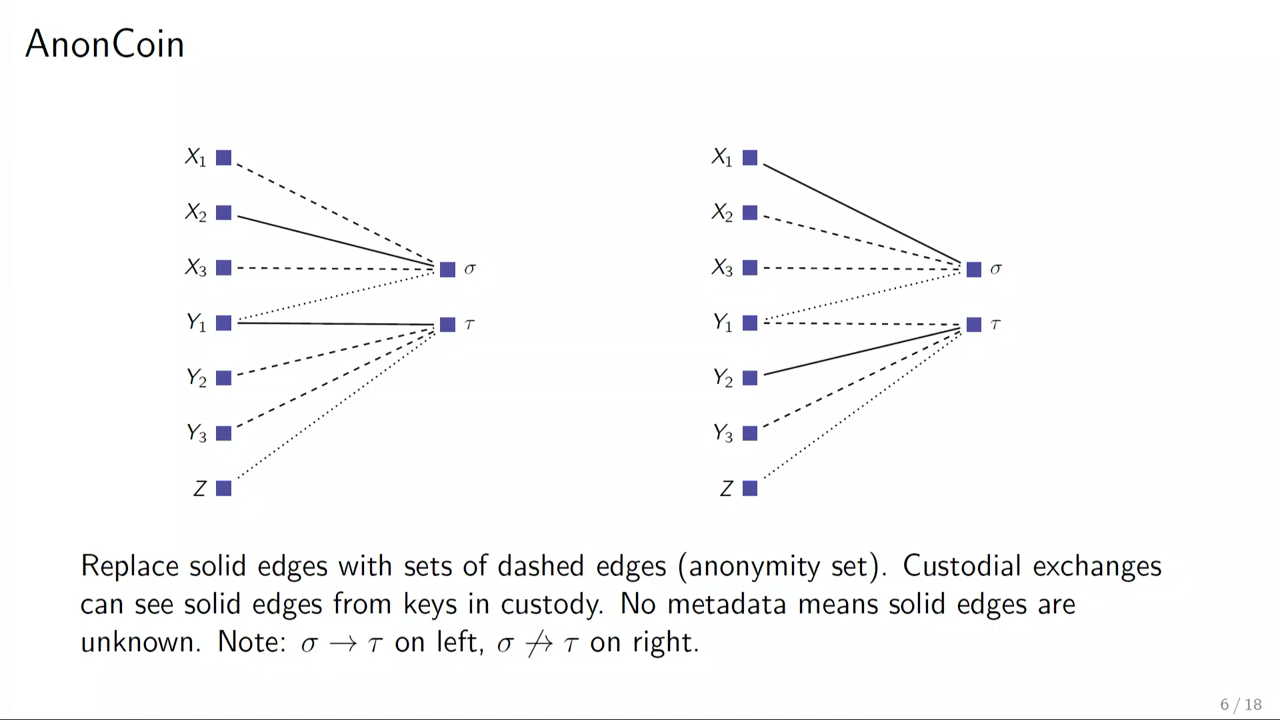 AnonCoin
X₁
X₂
X₃
Y₁
Y₂
Y₃
Z
σ
τ
X₁
X₂
X₃
Y₁
Y₂
Y₃
Z
σ
τ
Replace solid edges with sets of dashed edges (anonymity set). Custodial exchanges
can see solid edges from keys in custody. No metadata means solid edges are
unknown. Note: σ → τ on left, σ ↛ τ on right.
6 / 18